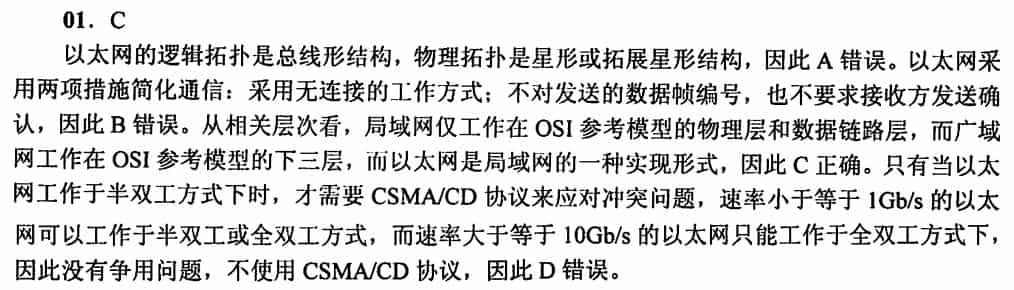 01. C
以太网的逻辑拓扑是总线形结构，物理拓扑是星形或拓展星形结构，因此 A 错误。以太网采
用两项措施简化通信：采用无连接的工作方式；不对发送的数据帧编号，也不要求接收方发送确
认，因此 B 错误。从相关层次看，局域网仅工作在 OSI 参考模型的物理层和数据链路层，而广域
网工作在 OSI 参考模型的下三层，而以太网是局域网的一种实现形式，因此 C 正确。只有当以太
网工作于半双工方式下时，才需要 CSMA/CD 协议来应对冲突问题，速率小于等于 1Gb/s 的以太
网可以工作于半双工或全双工方式，而速率大于等于 10Gb/s 的以太网只能工作于全双工方式下，
因此没有争用问题，不使用 CSMA/CD 协议，因此 D 错误。